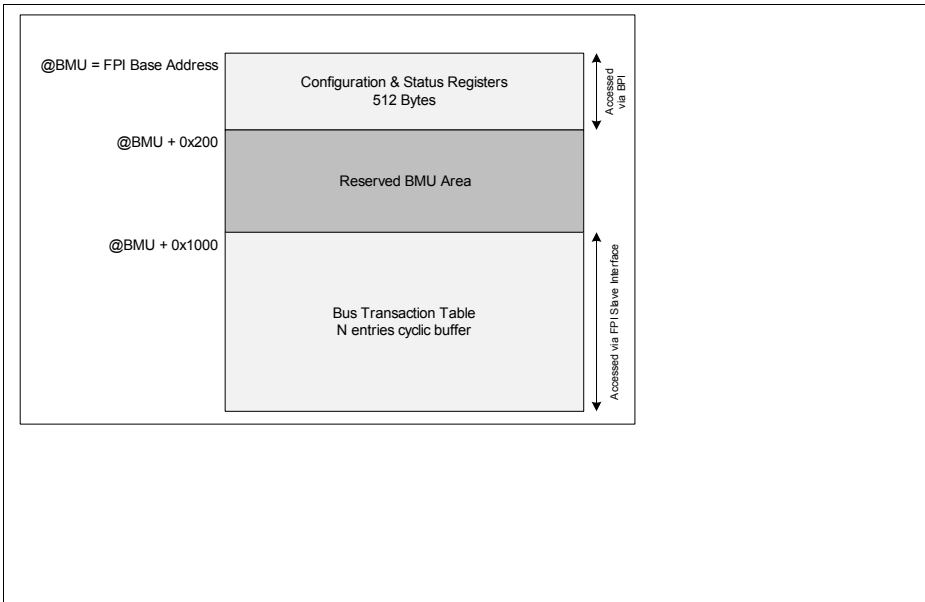 @BMU = FPI Base Address
Configuration & Status Registers
512 Bytes
Accessed
via BPI
@BMU + 0x200
Reserved BMU Area
@BMU + 0x1000
Bus Transaction Table
N entries cyclic buffer
Accessed via FPI Slave Interface